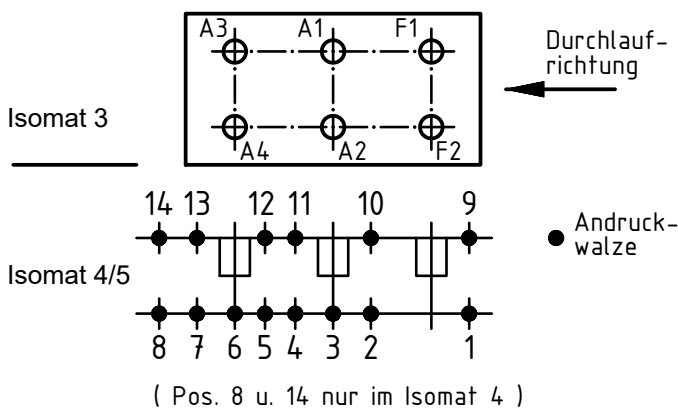 A3 A1 F1
Durchlauf-
richtung
Isomat 3
A4 A2 F2
14 13 12 11 10 9
Andruck-
walze
Isomat 4/5
8 7 6 5 4 3 2 1
( Pos. 8 u. 14 nur im Isomat 4 )